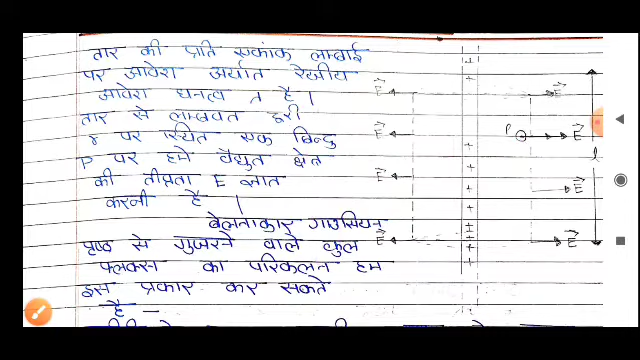 तार की प्रति एकांक लम्बाई
पर आवेश अर्थात रेखीय
आवेश घनत्व त है।
तार से लम्बवत दूरी
r पर स्थित एक बिन्दु
P पर हमें वैद्युत क्षेत्र
की तीव्रता E ज्ञात
करनी है।
बेलनाकार गाउसियन
पृष्ठ से गुजरने वाले कुल
फ्लक्स का परिकलन हम
इस प्रकार कर सकते
है –
E E
E P E
l
E E
E E